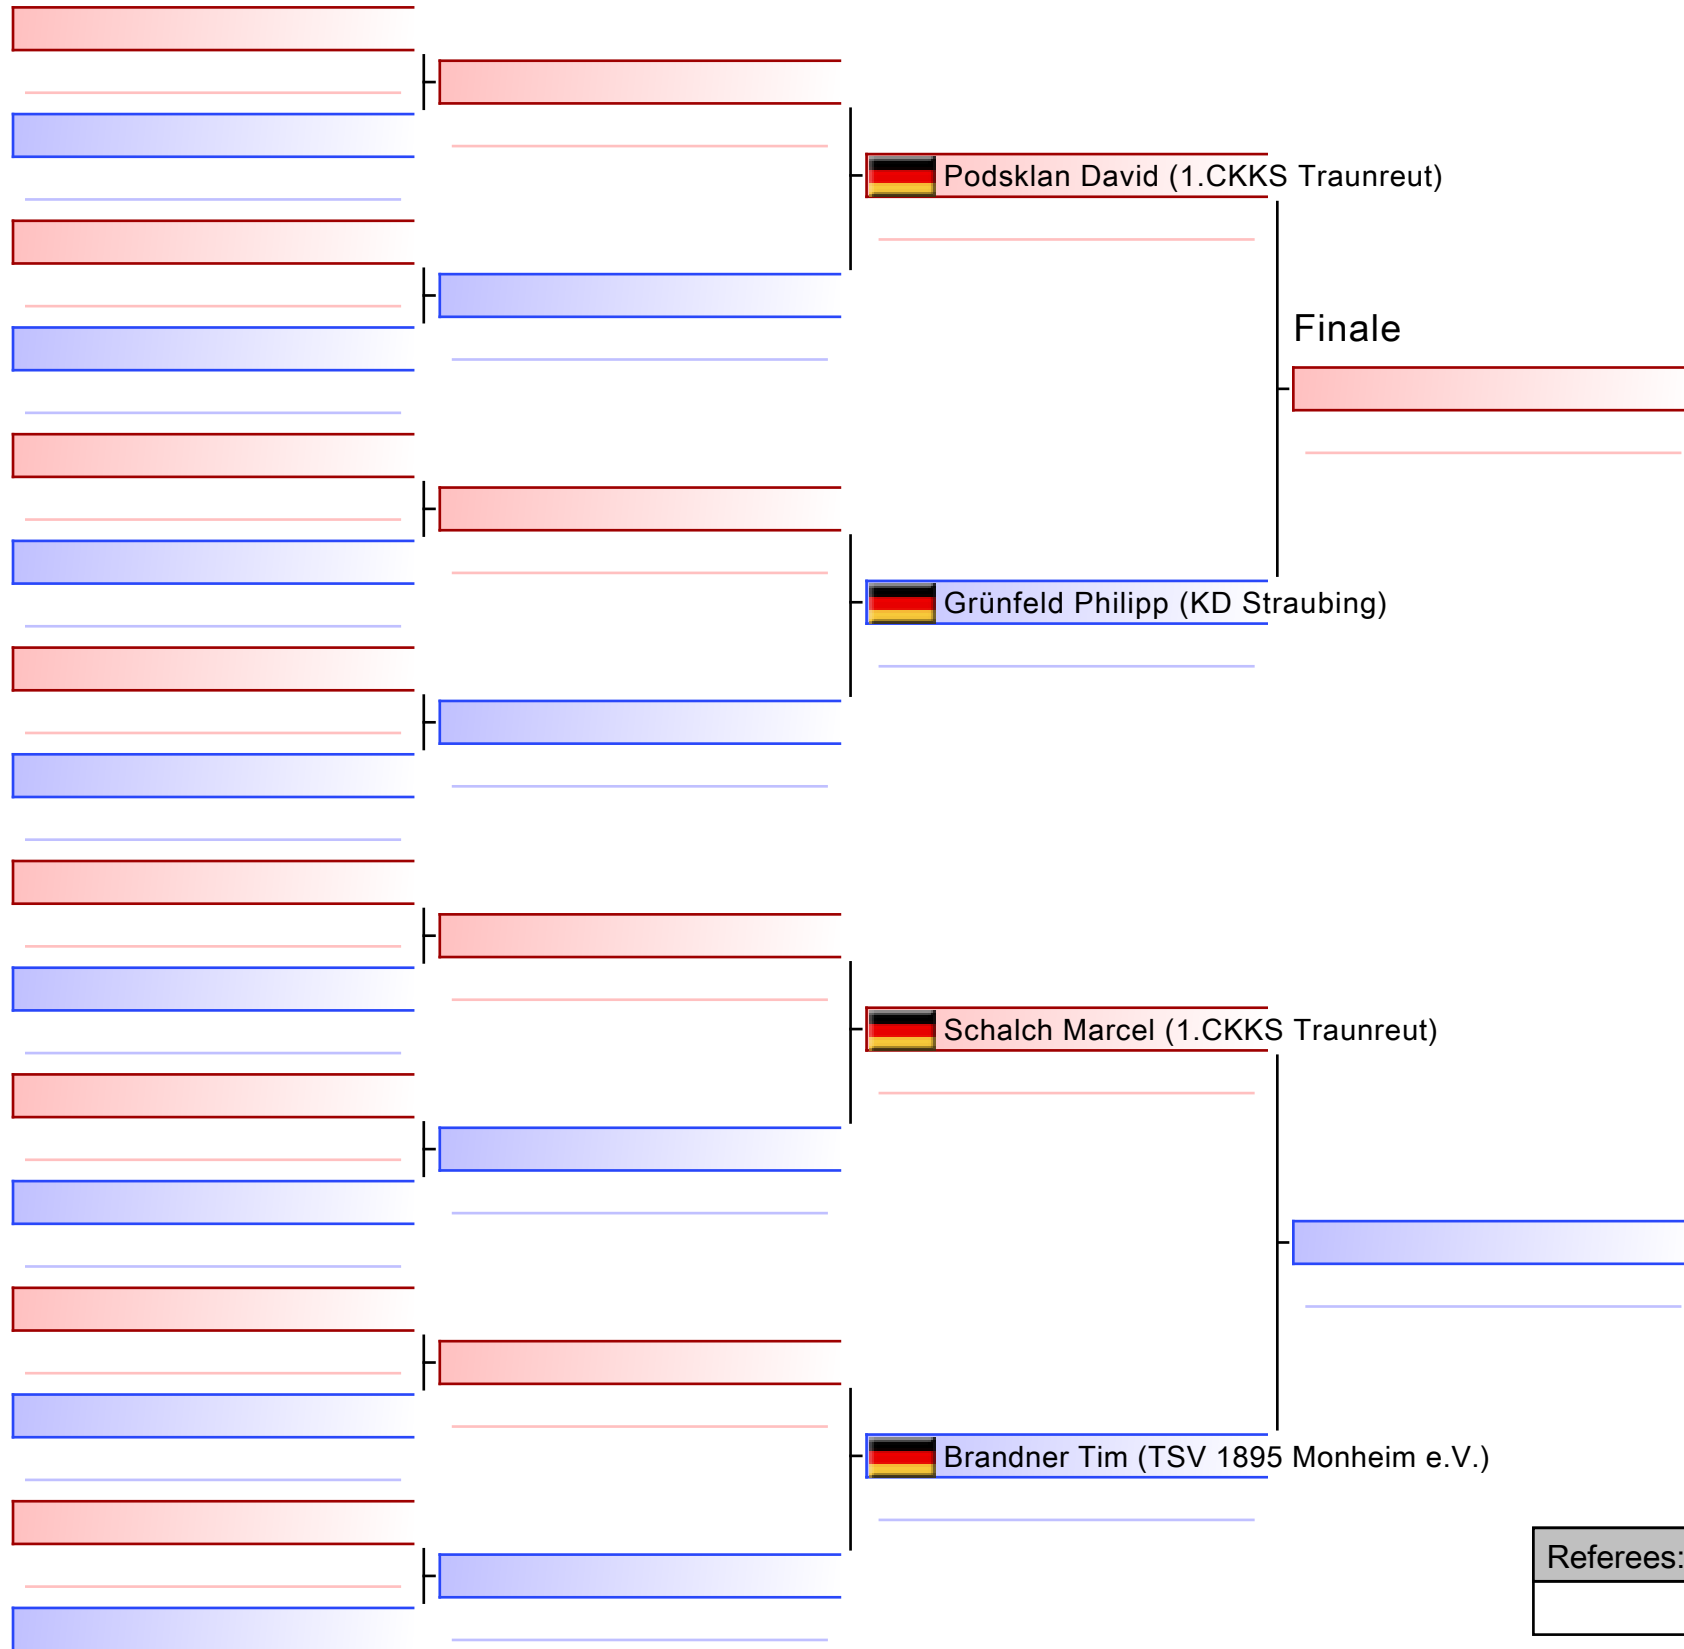 Podsklan David (1.CKKS Traunreut)
Finale
Grünfeld Philipp (KD Straubing)
Schalch Marcel (1.CKKS Traunreut)
Brandner Tim (TSV 1895 Monheim e.V.)
Referees: